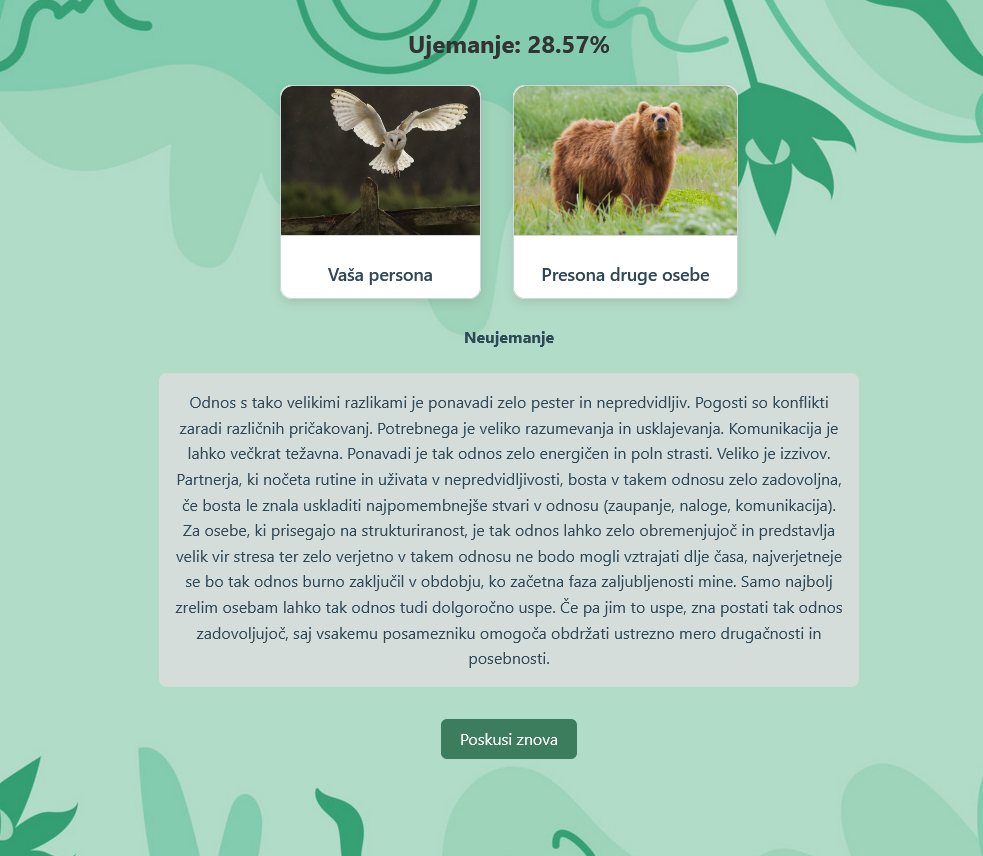 Ujemanje: 28.57%
Vaša persona
Presona druge osebe
Neujemanje
Odnos s tako velikimi razlikami je ponavadi zelo pester in nepredvidljiv. Pogosti so konflikti
zaradi različnih pričakovanj. Potrebnega je veliko razumevanja in usklajevanja. Komunikacija je
lahko večkrat težavna. Ponavadi je tak odnos zelo energičen in poln strasti. Veliko je izzivov.
Partnerja, ki nočeta rutine in uživata v nepredvidljivosti, bosta v takem odnosu zelo zadovoljna,
če bosta le znala uskladiti najpomembnejše stvari v odnosu (zaupanje, naloge, komunikacija).
Za osebe, ki prisegajo na strukturiranost, je tak odnos lahko zelo obremenjujoč in predstavlja
velik vir stresa ter zelo verjetno v takem odnosu ne bodo mogli vztrajati dlje časa, najverjetneje
se bo tak odnos burno zaključil v obdobju, ko začetna faza zaljubljenosti mine. Samo najbolj
zrelim osebam lahko tak odnos tudi dolgoročno uspe. Če pa jim to uspe, zna postati tak odnos
zadovoljujoč, saj vsakemu posamezniku omogoča obdržati ustrezno mero drugačnosti in
posebnosti.
Poskusi znova